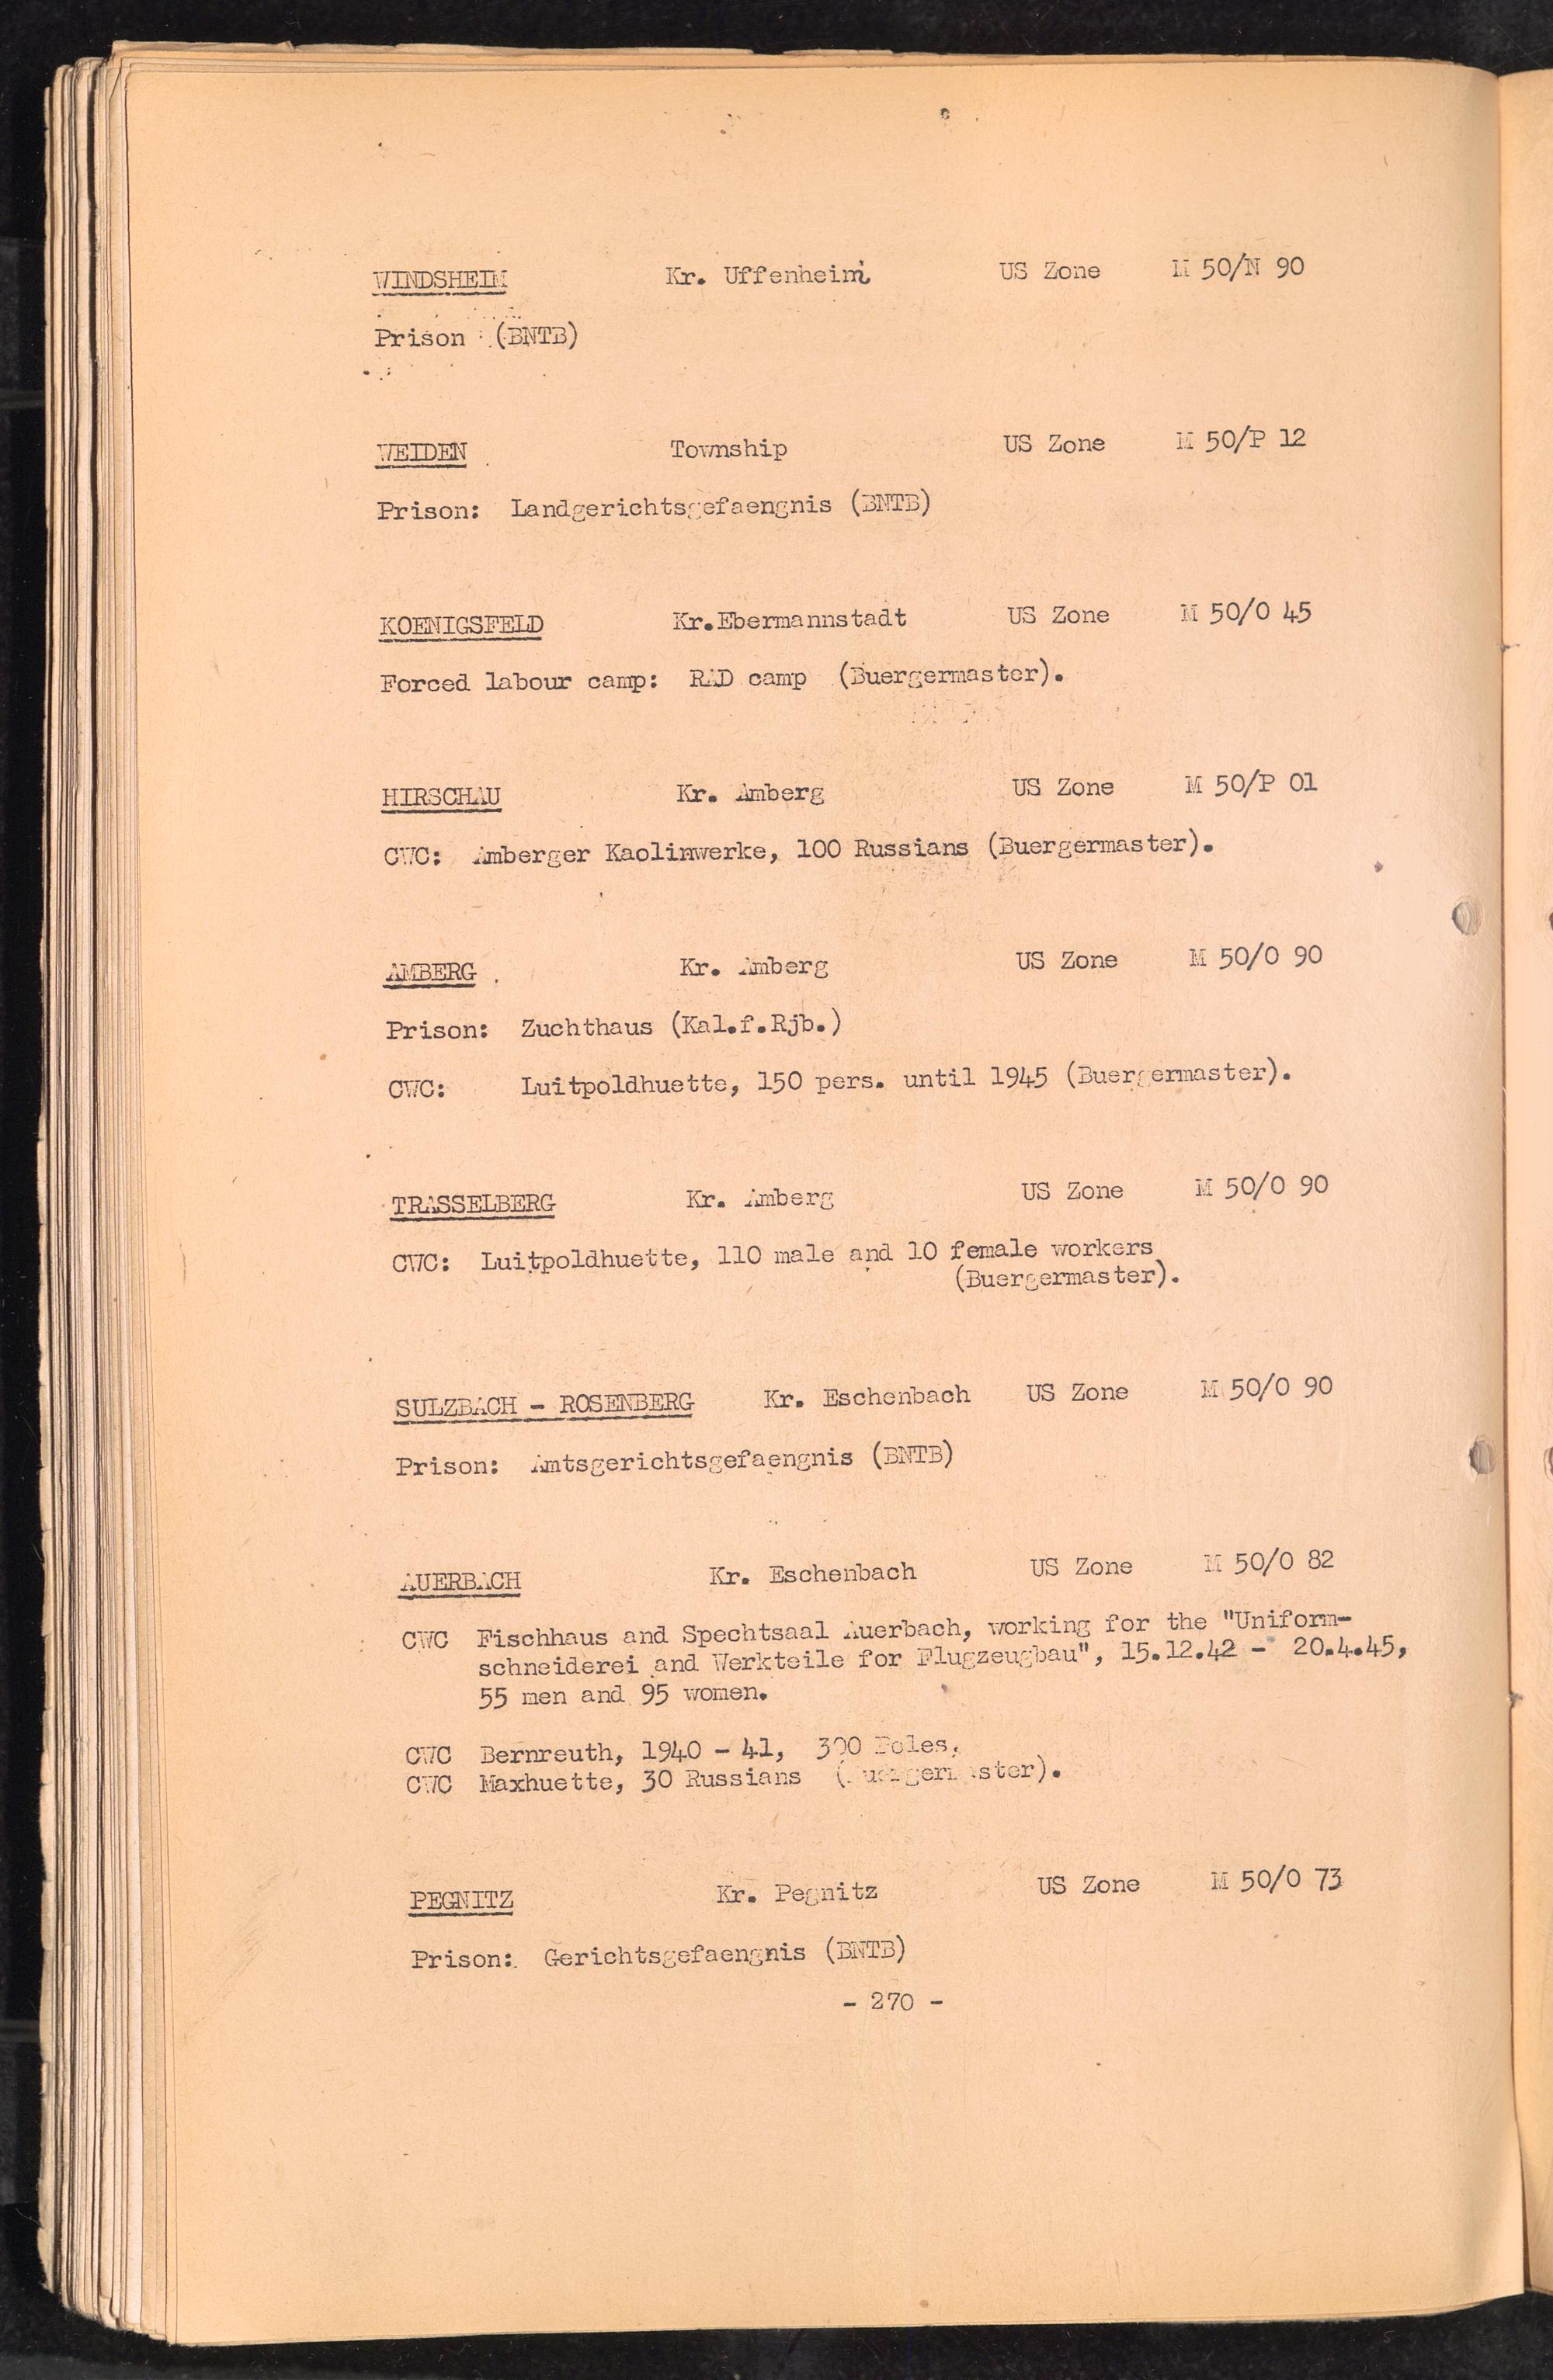 WINDSHEIM Kr. Uffenheim US Zone M 50/N 90
Prison (BNTB)
WEIDEN Township US Zone M 50/P 12
Prison: Landgerichtsgefaengnis (BNTB)
KOENIGSFELD Kr.Ebermannstadt US Zone M 50/O 45
Forced labour camp: RAD camp (Buergermaster).
HIRSCHAU Kr. Amberg US Zone M 50/P 01
CWC: Amberger Kaolinwerke, 100 Russians (Buergermaster).
AMBERG Kr. Amberg US Zone M 50/O 90
Prison: Zuchthaus (Kal.f.Rjb.)
CWC: Luitpoldhuette, 150 pers. until 1945 (Buergermaster).
TRASSELBERG Kr. Amberg US Zone M 50/O 90
CWC: Luitpoldhuette, 110 male and 10 female workers
(Buergermaster).
SULZBACH - ROSENBERG Kr. Eschenbach US Zone M 50/O 90
Prison: Amtsgerichtsgefaengnis (BNTB)
AUERBACH Kr. Eschenbach US Zone M 50/O 82
CWC Fischhaus and Spechtsaal Auerbach, working for the "Uniform-
schneiderei and Werkteile for Flugzeugbau", 15.12.42 - 20.4.45,
55 men and 95 women.
CWC Bernreuth, 1940 - 41, 300 Poles,
CWC Maxhuette, 30 Russians (Buergermaster).
PEGNITZ Kr. Pegnitz US Zone M 50/O 73
Prison: Gerichtsgefaengnis (BNTB)
- 270 -